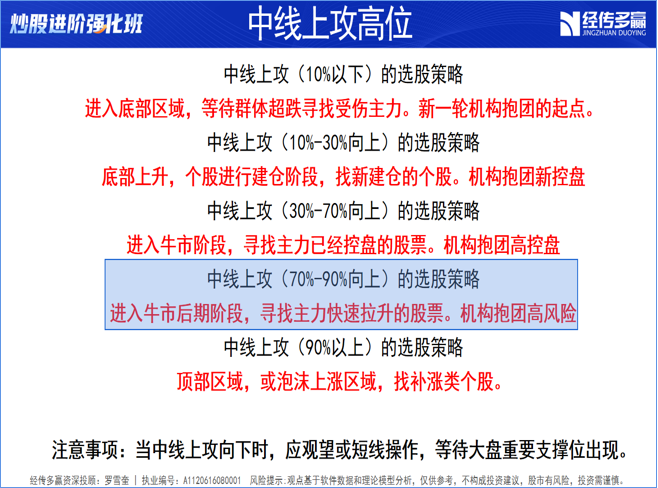 炒股进阶强化班
中线上攻高位
经传多赢
JINGZHUAN DUOYING
中线上攻（10%以下）的选股策略
进入底部区域，等待群体超跌寻找受伤主力。新一轮机构抱团的起点。
中线上攻（10%-30%向上）的选股策略
底部上升，个股进行建仓阶段，找新建仓的个股。机构抱团新控盘
中线上攻（30%-70%向上）的选股策略
进入牛市阶段，寻找主力已经控盘的股票。机构抱团高控盘
中线上攻（70%-90%向上）的选股策略
进入牛市后期阶段，寻找主力快速拉升的股票。机构抱团高风险
中线上攻（90%以上）的选股策略
顶部区域，或泡沫上涨区域，找补涨类个股。
注意事项：当中线上攻向下时，应观望或短线操作，等待大盘重要支撑位出现。
经传多赢资深投顾：罗雪奎 | 执业编号：A1120616080001 风险提示:观点基于软件数据和理论模型分析，仅供参考，不构成投资建议，股市有风险，投资需谨慎。